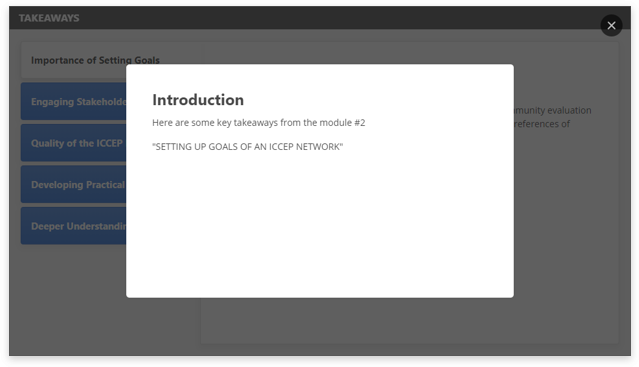 TAKEAWAYS
Importance of Setting Goals
Engaging Stakeholde
Quality of the ICCEP
Developing Practical
Deeper Understandin
Introduction
Here are some key takeaways from the module #2
"SETTING UP GOALS OF AN ICCEP NETWORK"
munity evaluation
references of